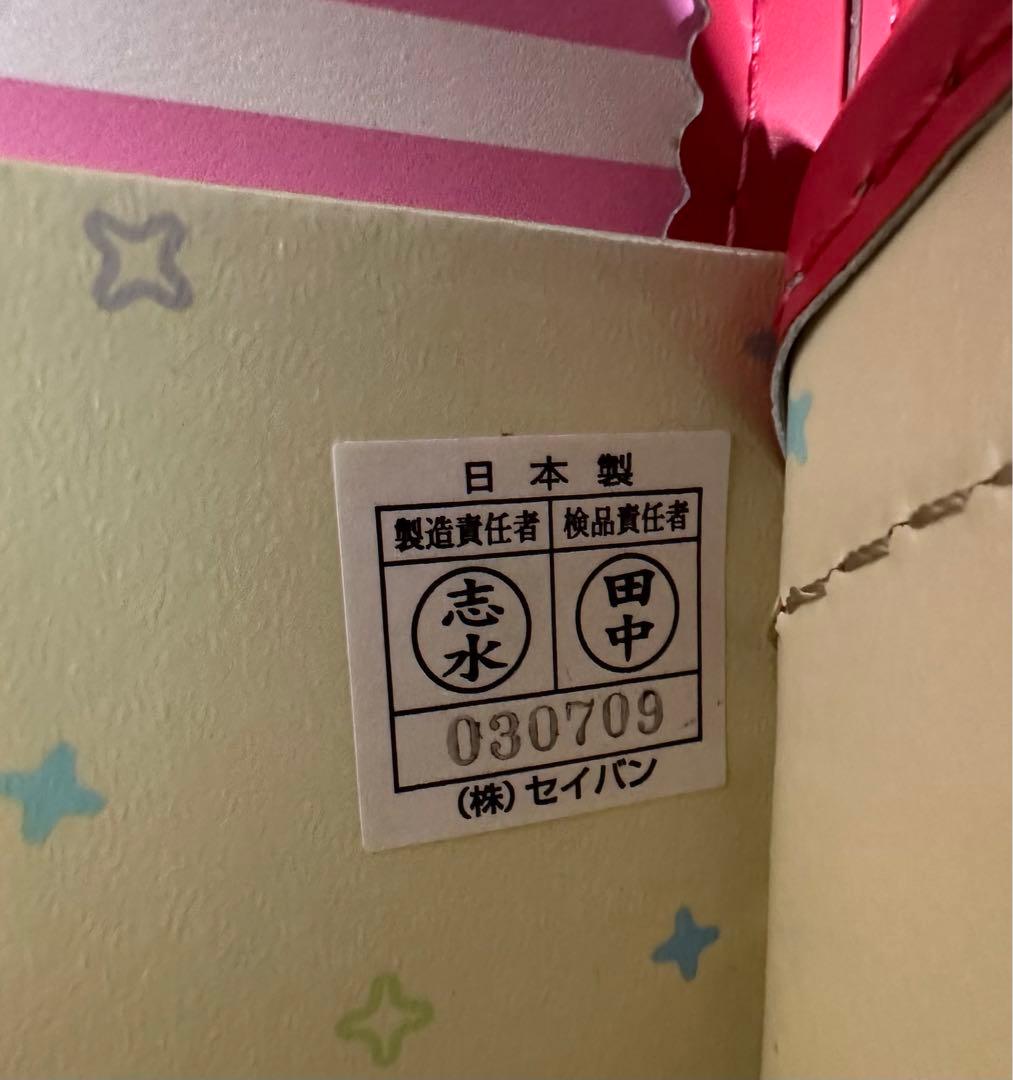 日本製
製造責任者 検品責任者
志水 田中
030709
(株)セイバン